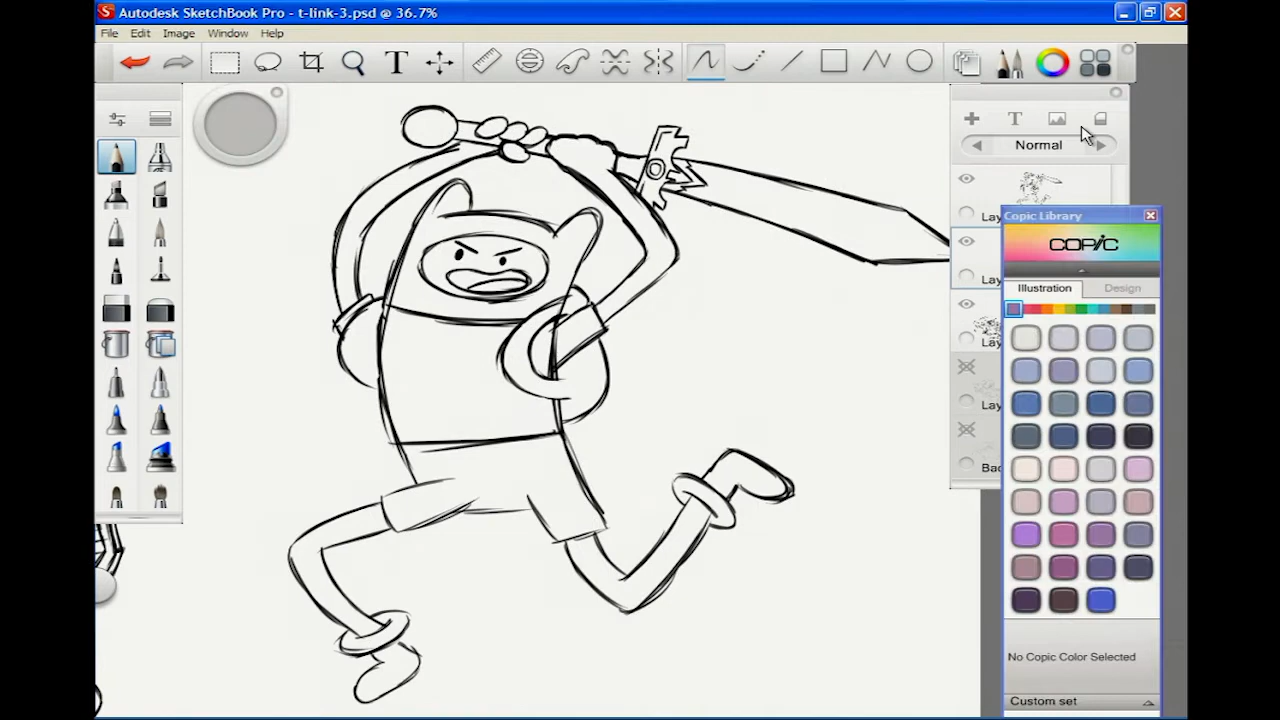 Autodesk SketchBook Pro - t-link-3.psd @ 36.7%
File Edit Image Window Help
T
T
Normal
Lay
Copic Library
COPIC
Illustration Design
Lay
Lay
Lay
Bac
No Copic Color Selected
Custom set